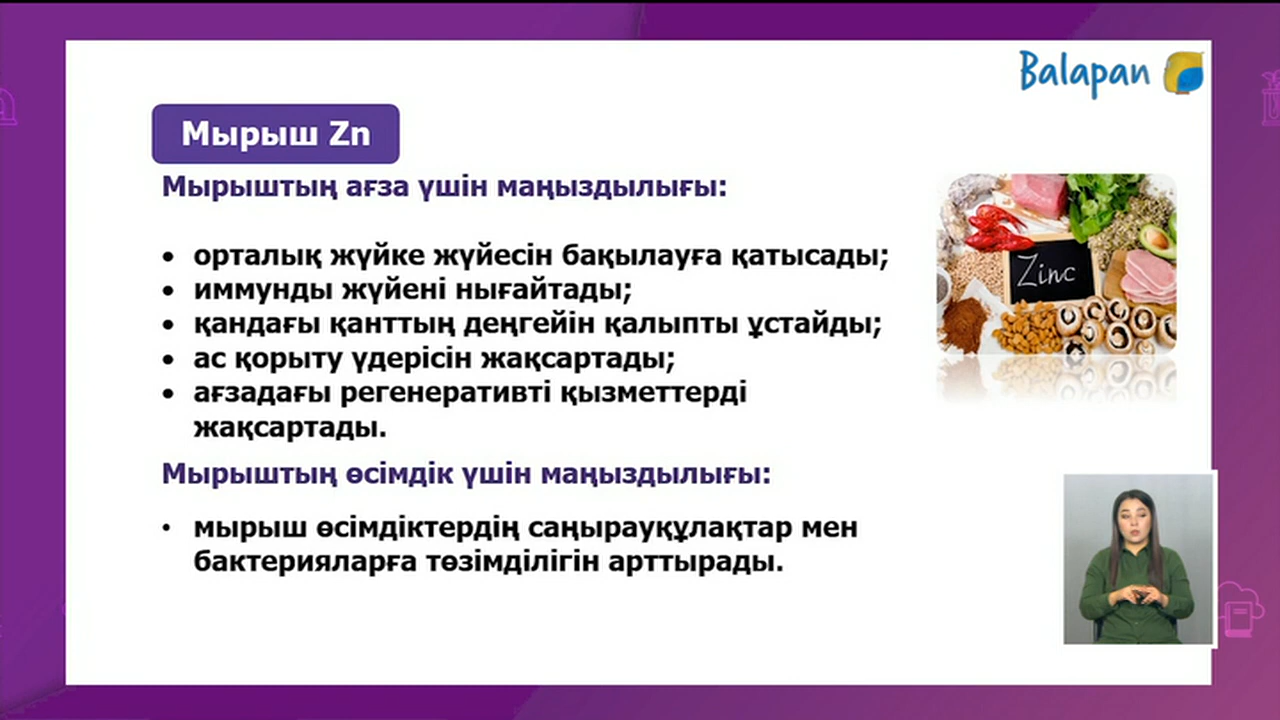 Balapan
Мырыш Zn
Мырыштың ағза үшін маңыздылығы:
• орталық жүйке жүйесін бақылауға қатысады;
• иммунды жүйені нығайтады;
• қандағы қанттың деңгейін қалыпты ұстайды;
• ас қорыту үдерісін жақсартады;
• ағзадағы регенеративті қызметтерді
жақсартады.
Zinc
Мырыштың өсімдік үшін маңыздылығы:
• мырыш өсімдіктердің саңырауқұлақтар мен
бактерияларға төзімділігін арттырады.